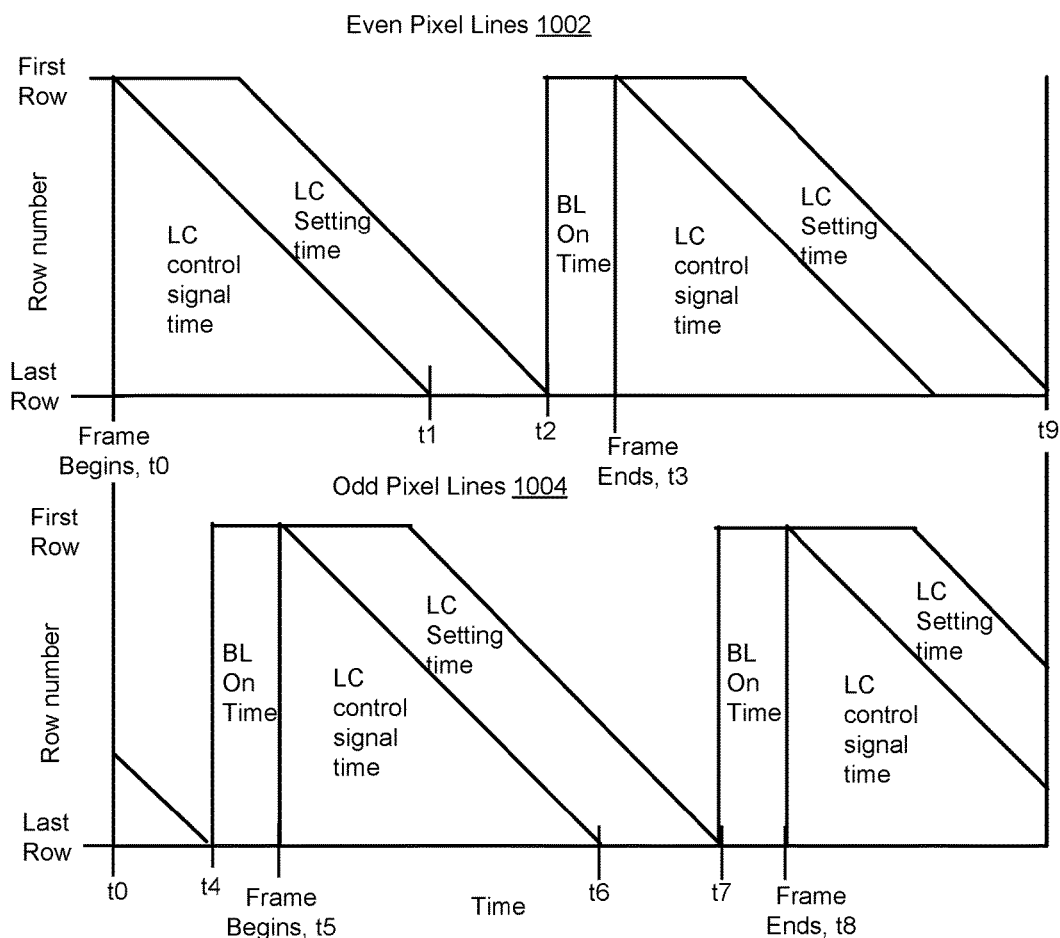 Even Pixel Lines 1002
First
Row
Row number
LC
control
signal
time
LC
Setting
time
BL
On
Time
LC
control
signal
time
LC
Setting
time
Last
Row
Frame
Begins, t0
t1
t2
Frame
Ends, t3
t9
Odd Pixel Lines 1004
First
Row
Row number
BL
On
Time
LC
control
signal
time
LC
Setting
time
BL
On
Time
LC
control
signal
time
LC
Setting
time
Last
Row
t0
t4
Frame
Begins, t5
Time
t6
t7
Frame
Ends, t8